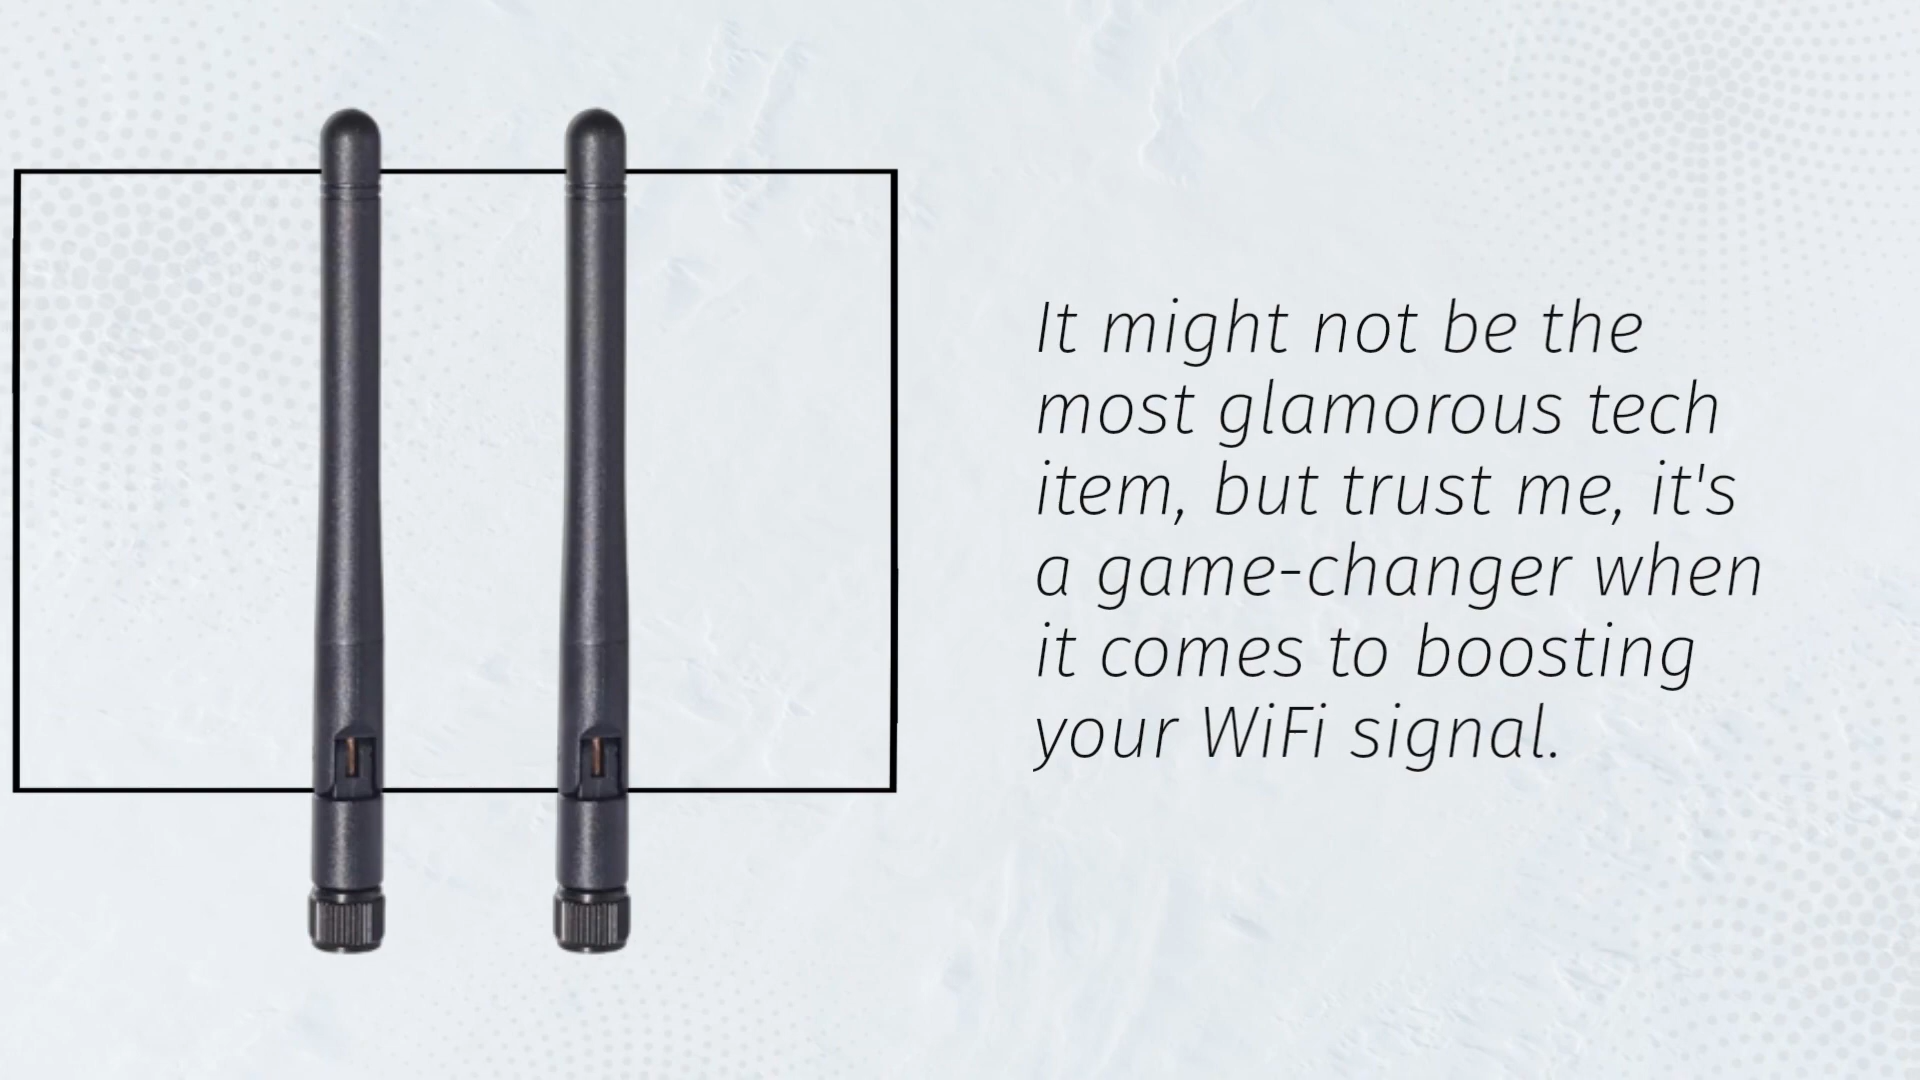 It might not be the
most glamorous tech
item, but trust me, it's
a game-changer when
it comes to boosting
your WiFi signal.